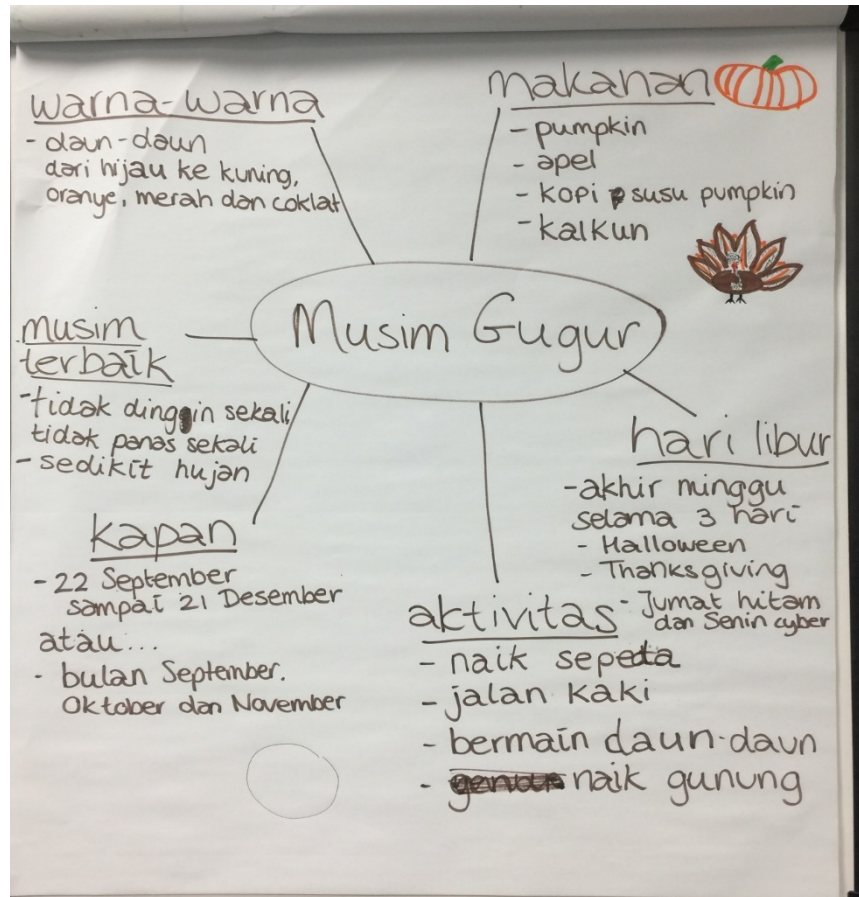 warna-warna
- daun-daun
dari hijau ke kuning,
oranye, merah dan coklat
makanan
- pumpkin
- apel
- kopi susu pumpkin
- kalkun
Musim Gugur
musim
terbaik
- tidak dinggin sekali
tidak panas sekali
- sedikit hujan
hari libur
- akhir minggu
selama 3 hari
- Halloween
- Thanksgiving
- Jumat hitam
dan Senin cyber
kapan
- 22 September
sampai 21 Desember
atau...
- bulan September.
Oktober dan November
aktivitas
- naik sepeda
- jalan kaki
- bermain daun-daun
- naik gunung